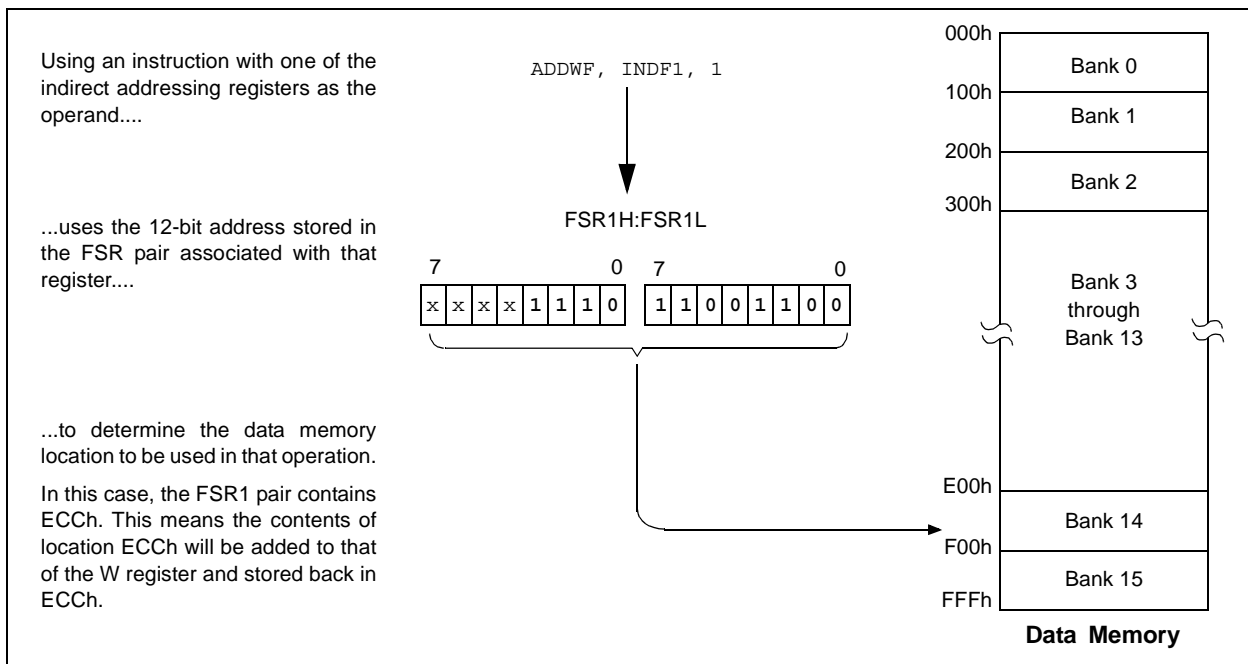 Using an instruction with one of the
indirect addressing registers as the
operand....
ADDWF, INDF1, 1
...uses the 12-bit address stored in
the FSR pair associated with that
register....
FSR1H:FSR1L
7 0 7 0
x x x x 1 1 1 0 1 1 0 0 1 1 0 0
...to determine the data memory
location to be used in that operation.
In this case, the FSR1 pair contains
ECCh. This means the contents of
location ECCh will be added to that
of the W register and stored back in
ECCh.
000h
Bank 0
100h
Bank 1
200h
Bank 2
300h
Bank 3
through
Bank 13
E00h
Bank 14
F00h
Bank 15
FFFh
Data Memory